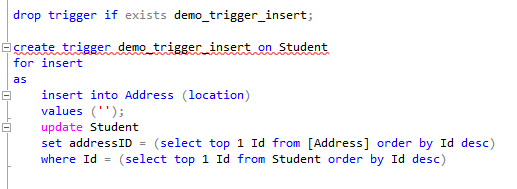 drop trigger if exists demo_trigger_insert;
create trigger demo_trigger_insert on Student
for insert
as
insert into Address (location)
values ('');
update Student
set addressID = (select top 1 Id from [Address] order by Id desc)
where Id = (select top 1 Id from Student order by Id desc)